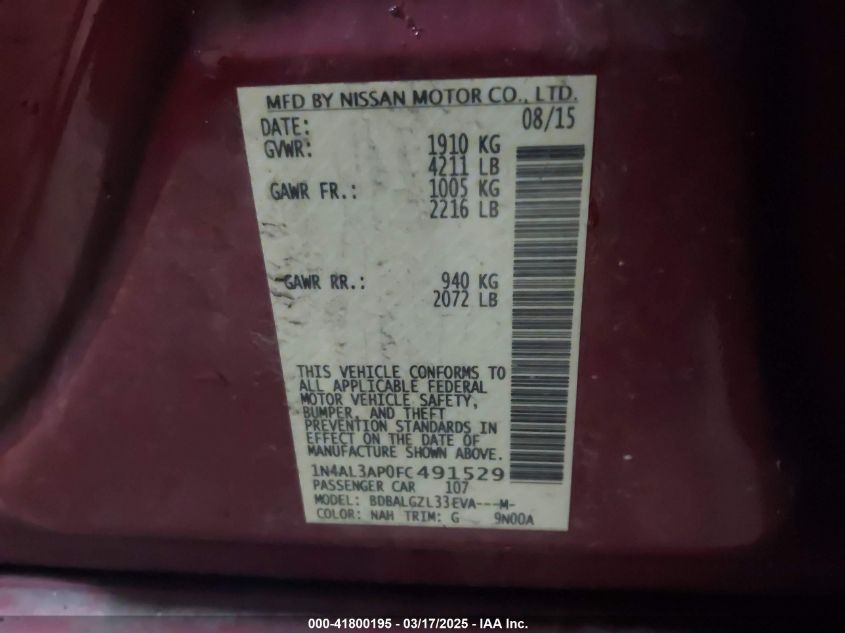 MFD BY NISSAN MOTOR CO., LTD.
DATE: 08/15
GVWR: 1910 KG
4211 LB
GAWR FR.: 1005 KG
2216 LB
GAWR RR.: 940 KG
2072 LB
THIS VEHICLE CONFORMS TO
ALL APPLICABLE FEDERAL
MOTOR VEHICLE SAFETY,
BUMPER, AND THEFT
PREVENTION STANDARDS IN
EFFECT ON THE DATE OF
MANUFACTURE SHOWN ABOVE.
1N4AL3AP0FC491529
PASSENGER CAR 107
MODEL: BDBALGZL33EVA---M-
COLOR: NAH TRIM: G 9N00A
000-41800195 - 03/17/2025 - IAA Inc.